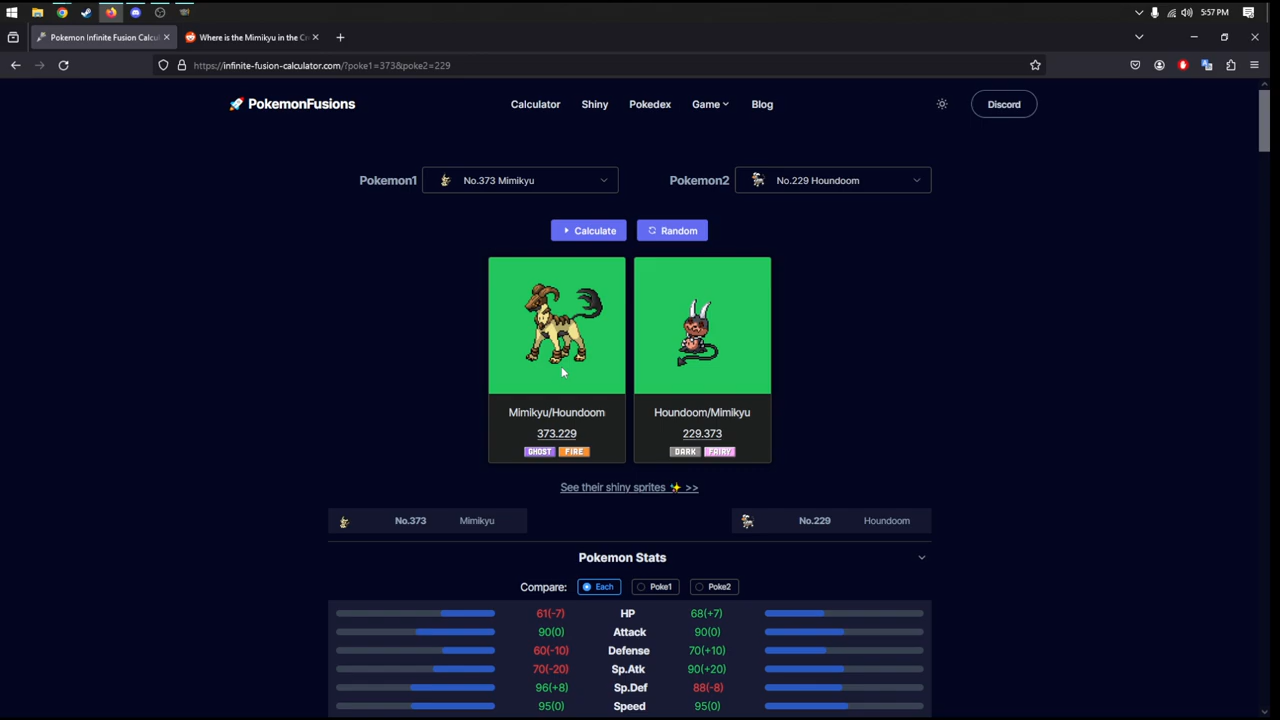 5:57 PM
Pokemon Infinite Fusion Calcu
Where is the Mimikyu in the C
https://infinite-fusion-calculator.com/?poke1=373&poke2=229
PokemonFusions
Calculator
Shiny
Pokedex
Game
Blog
Discord
Pokemon1
No.373 Mimikyu
Pokemon2
No.229 Houndoom
Calculate
Random
Mimikyu/Houndoom
373.229
GHOST FIRE
Houndoom/Mimikyu
229.373
DARK FAIRY
See their shiny sprites ✨ >>
No.373 Mimikyu
No.229 Houndoom
Pokemon Stats
Compare: Each Poke1 Poke2
61(-7) HP 68(+7)
90(0) Attack 90(0)
60(-10) Defense 70(+10)
70(-20) Sp.Atk 90(+20)
96(+8) Sp.Def 88(-8)
95(0) Speed 95(0)